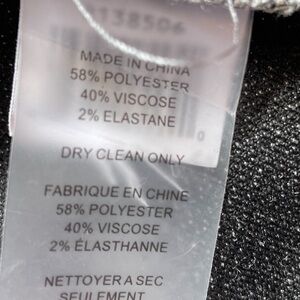 138506
MADE IN CHINA
58% POLYESTER
40% VISCOSE
2% ELASTANE
DRY CLEAN ONLY
FABRIQUE EN CHINE
58% POLYESTER
40% VISCOSE
2% ÉLASTHANNE
NETTOYER A SEC
SEULEMENT